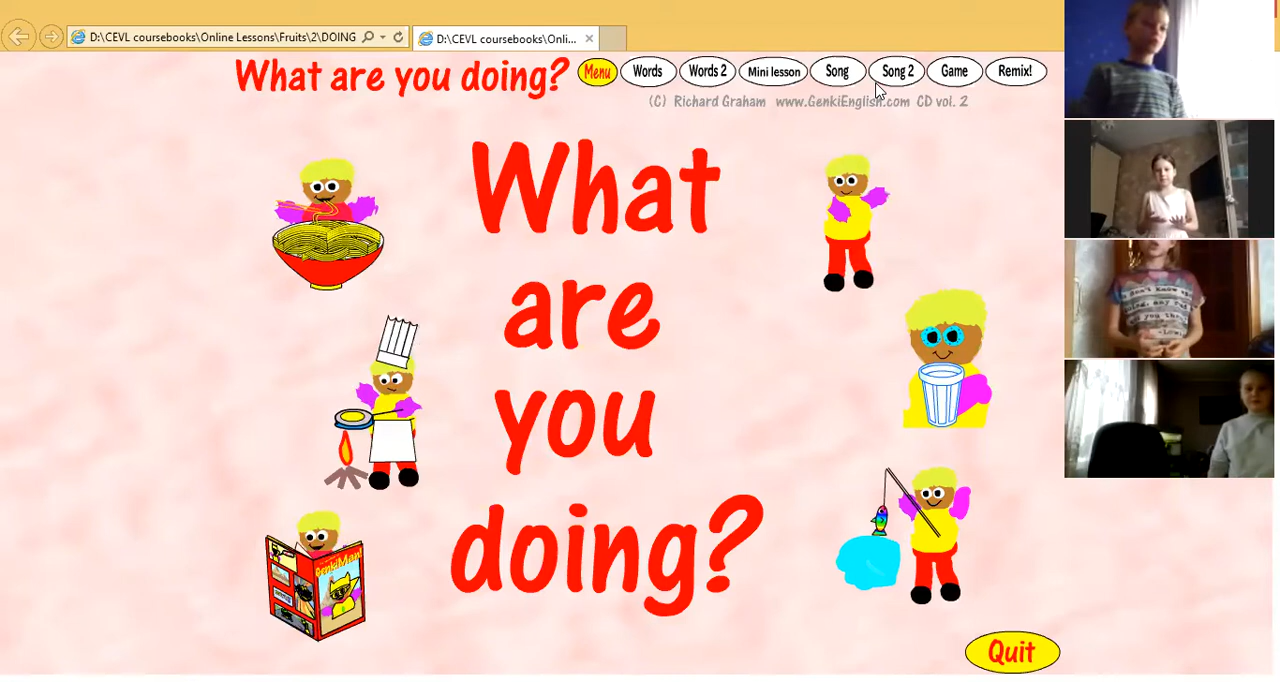 D:\CEVL coursebooks\Online Lessons\Fruits\2\DOING
D:\CEVL coursebooks\Onli...
What are you doing?
Menu
Words
Words 2
Mini lesson
Song
Song 2
Game
Remix!
(C) Richard Graham www.GenkiEnglish.com CD vol. 2
What
are
you
doing?
GenkiMan!
Quit